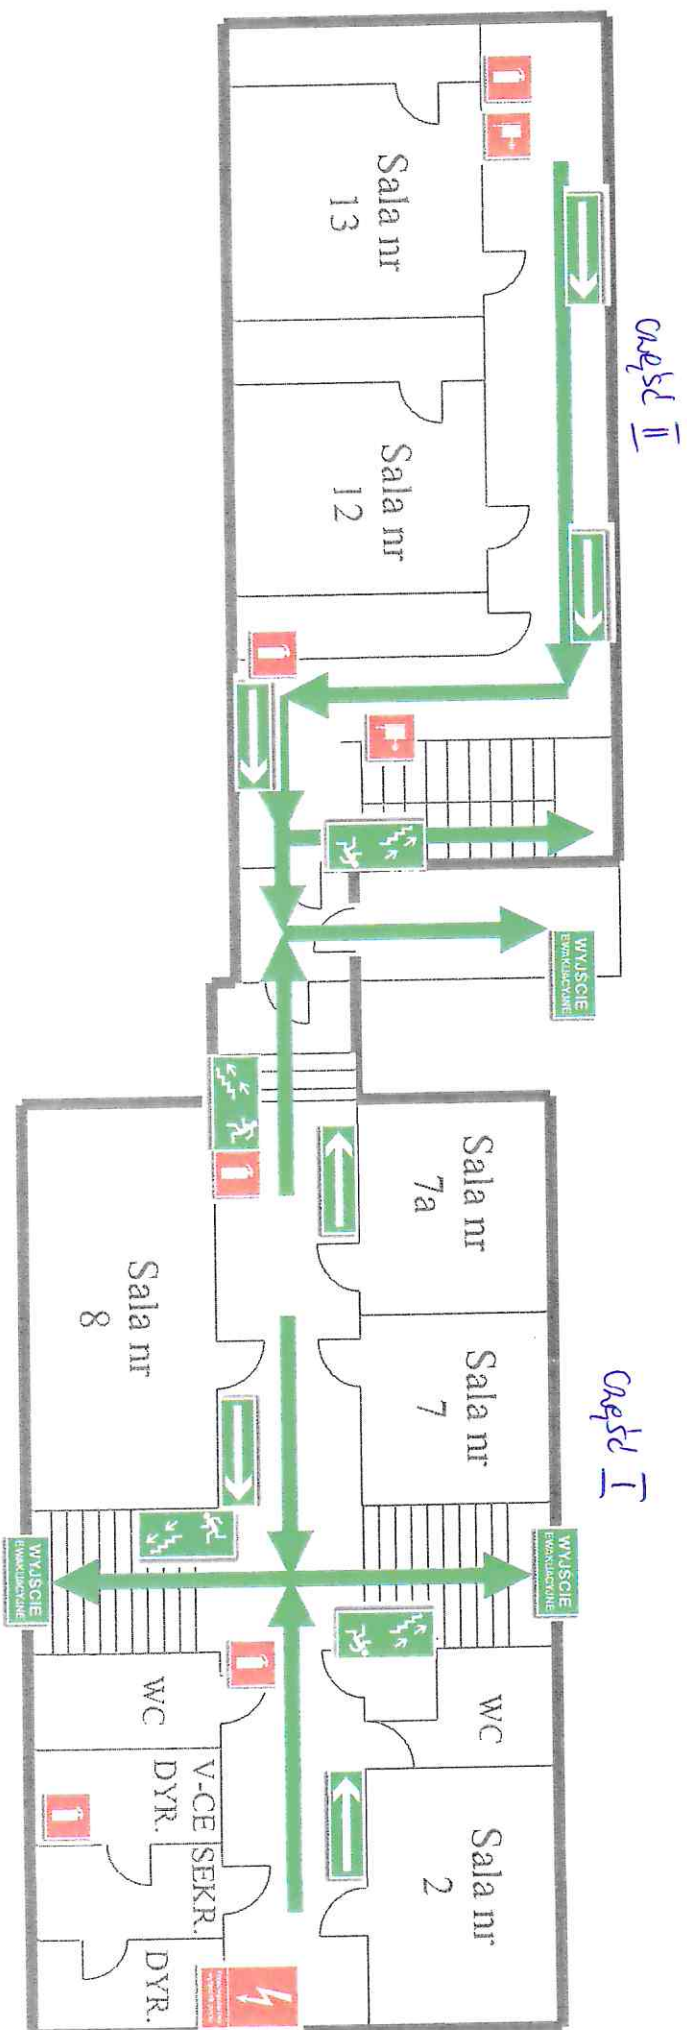 część II
część I
Sala nr
13
Sala nr
12
WYJŚCIE
EWAKUACYJNE
Sala nr
7a
Sala nr
7
WYJŚCIE
EWAKUACYJNE
Sala nr
8
WYJŚCIE
EWAKUACYJNE
WC
WC
Sala nr
2
V-CE
DYR.
SEKR.
DYR.